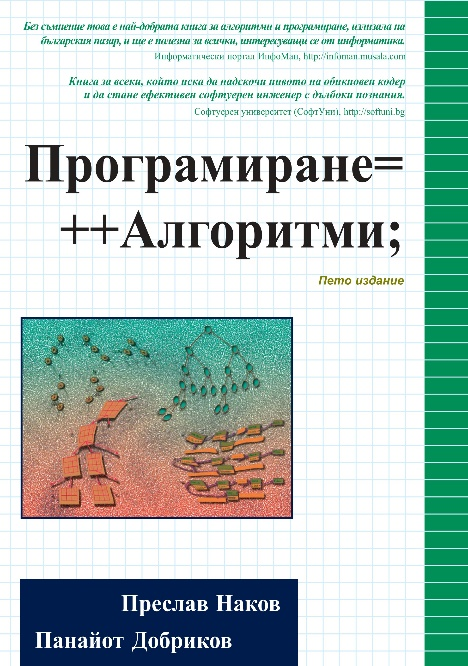 Без съмнение това е най-добрата книга за алгоритми и програмиране, излизала на
българския пазар, и ще е полезна за всички, интересуващи се от информатика.
Информатически портал ИнфоМан, http://infoman.musala.com
Книга за всеки, който иска да надскочи нивото на обикновен кодер
и да стане ефективен софтуерен инженер с дълбоки познания.
Софтуерен университет (СофтУни), http://softuni.bg
Програмиране=
++Алгоритми;
Пето издание
Преслав Наков
Панайот Добриков